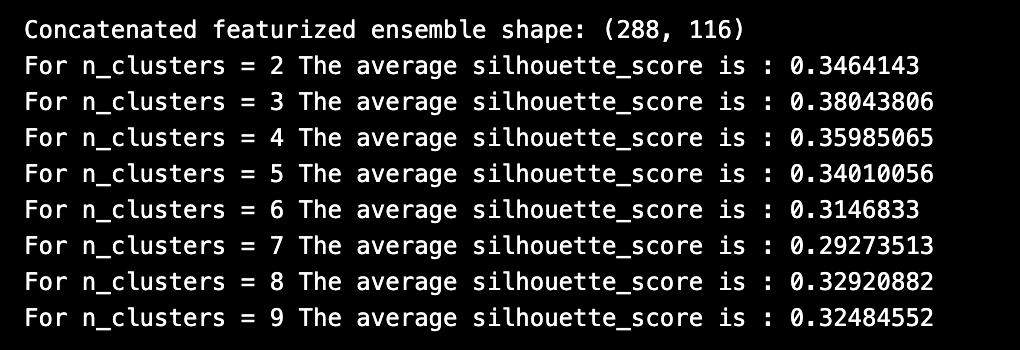 Concatenated featurized ensemble shape: (288, 116)
For n_clusters = 2 The average silhouette_score is : 0.3464143
For n_clusters = 3 The average silhouette_score is : 0.38043806
For n_clusters = 4 The average silhouette_score is : 0.35985065
For n_clusters = 5 The average silhouette_score is : 0.34010056
For n_clusters = 6 The average silhouette_score is : 0.3146833
For n_clusters = 7 The average silhouette_score is : 0.29273513
For n_clusters = 8 The average silhouette_score is : 0.32920882
For n_clusters = 9 The average silhouette_score is : 0.32484552